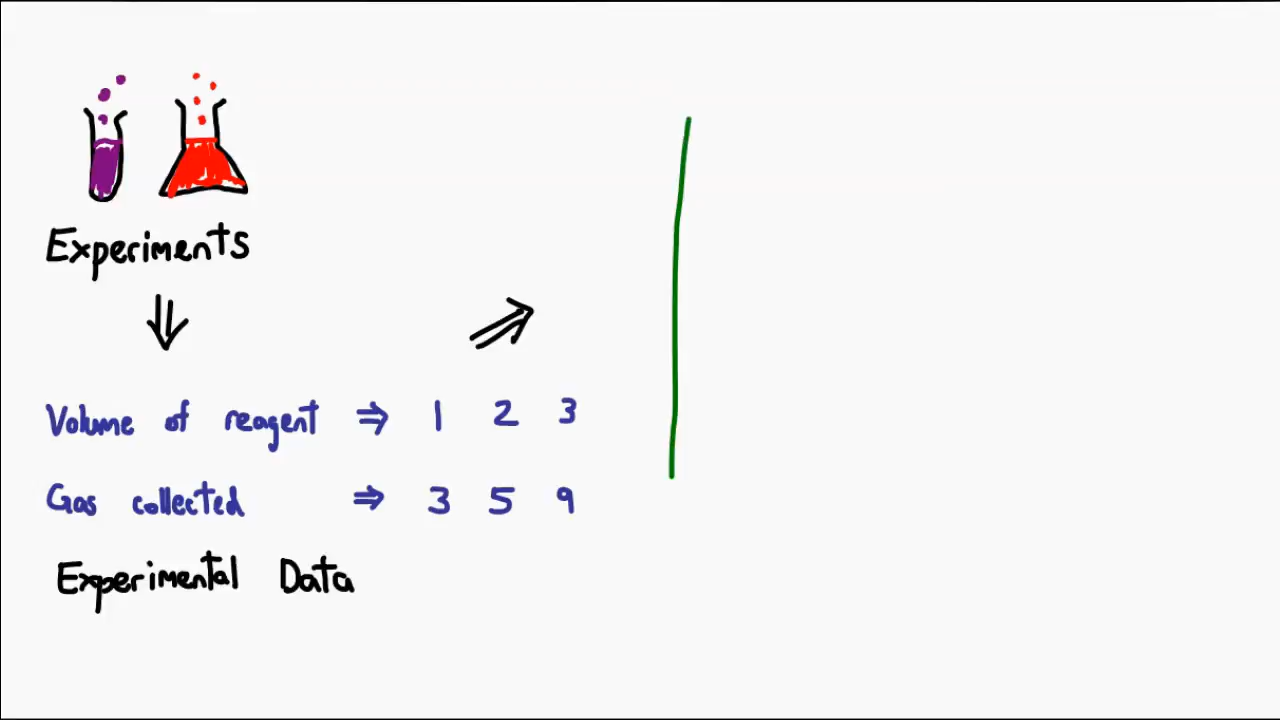 Experiments
Volume of reagent ⇒ 1 2 3
Gas collected ⇒ 3 5 9
Experimental Data